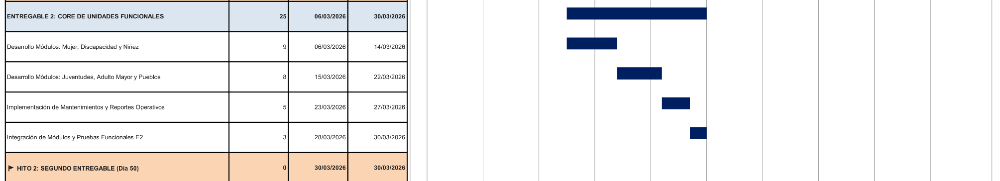 ENTREGABLE 2: CORE DE UNIDADES FUNCIONALES 25 06/03/2026 30/03/2026
Desarrollo Módulos: Mujer, Discapacidad y Niñez 9 06/03/2026 14/03/2026
Desarrollo Módulos: Juventudes, Adulto Mayor y Pueblos 8 15/03/2026 22/03/2026
Implementación de Mantenimientos y Reportes Operativos 5 23/03/2026 27/03/2026
Integración de Módulos y Pruebas Funcionales E2 3 28/03/2026 30/03/2026
HITO 2: SEGUNDO ENTREGABLE (Día 50) 0 30/03/2026 30/03/2026